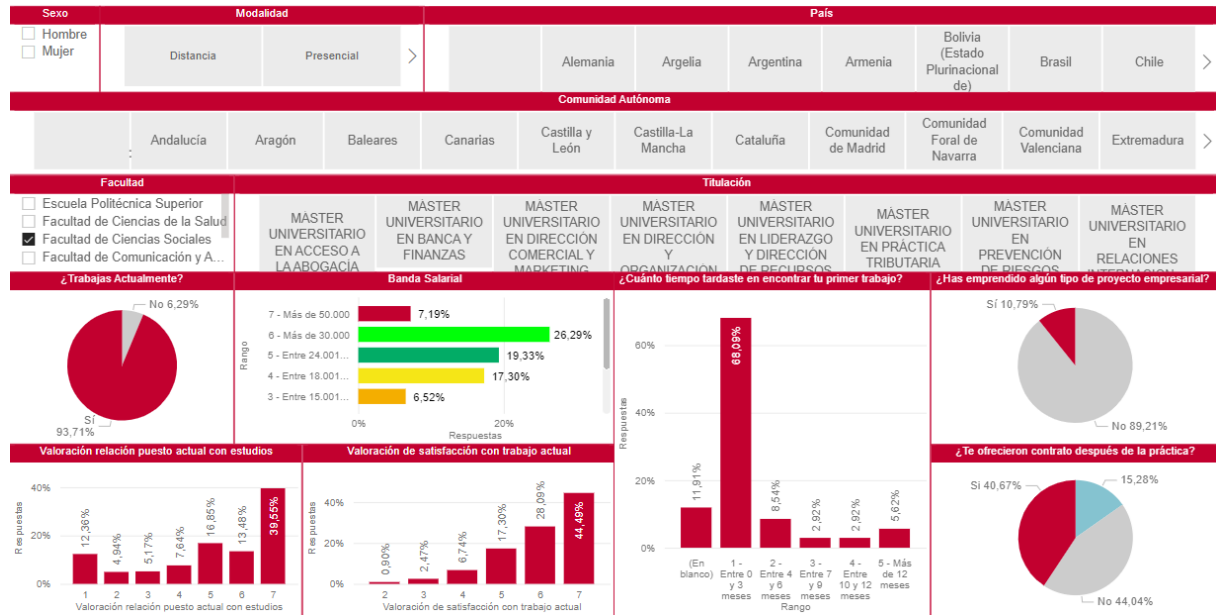 Sexo
Modalidad
País
Hombre
Mujer
Distancia
Presencial
Alemania
Argelia
Argentina
Armenia
Bolivia
(Estado
Plurinacional
de)
Brasil
Chile
Comunidad Autónoma
:
Andalucía
Aragón
Baleares
Canarias
Castilla y
León
Castilla-La
Mancha
Cataluña
Comunidad
de Madrid
Comunidad
Foral de
Navarra
Comunidad
Valenciana
Extremadura
Facultad
Titulación
Escuela Politécnica Superior
Facultad de Ciencias de la Salud
Facultad de Ciencias Sociales
Facultad de Comunicación y A...
MÁSTER
UNIVERSITARIO
EN ACCESO A
LA ABOGACÍA
MÁSTER
UNIVERSITARIO
EN BANCA Y
FINANZAS
MÁSTER
UNIVERSITARIO
EN DIRECCIÓN
COMERCIAL Y
MARKETING
MÁSTER
UNIVERSITARIO
EN DIRECCIÓN
Y
ORGANIZACIÓN
MÁSTER
UNIVERSITARIO
EN LIDERAZGO
Y DIRECCIÓN
DE RECURSOS
MÁSTER
UNIVERSITARIO
EN PRÁCTICA
TRIBUTARIA
MÁSTER
UNIVERSITARIO
EN
PREVENCIÓN
DE RIESGOS
MÁSTER
UNIVERSITARIO
EN
RELACIONES
INTERNACION...
¿Trabajas Actualmente?
No 6,29%
Sí
93,71%
Banda Salarial
Rango
7 - Más de 50.000
7,19%
6 - Más de 30.000
26,29%
5 - Entre 24.001...
19,33%
4 - Entre 18.001...
17,30%
3 - Entre 15.001...
6,52%
0%
20%
Respuestas
¿Cuánto tiempo tardaste en encontrar tu primer trabajo?
Respuestas
60%
40%
20%
0%
11,91%
68,09%
8,54%
2,92%
2,92%
5,62%
(En
blanco)
1 -
Entre 0
y 3
meses
2 -
Entre 4
y 6
meses
3 -
Entre 7
y 9
meses
4 -
Entre
10 y 12
meses
5 - Más
de 12
meses
Rango
¿Has emprendido algún tipo de proyecto empresarial?
Sí 10,79%
No 89,21%
Valoración relación puesto actual con estudios
Respuestas
40%
20%
0%
12,36%
4,94%
5,17%
7,64%
16,85%
13,48%
39,55%
1
2
3
4
5
6
7
Valoración relación puesto actual con estudios
Valoración de satisfacción con trabajo actual
Respuestas
40%
20%
0%
0,90%
2,47%
6,74%
17,30%
28,09%
44,49%
2
3
4
5
6
7
Valoración de satisfacción con trabajo actual
¿Te ofrecieron contrato después de la práctica?
Si 40,67%
15,28%
No 44,04%